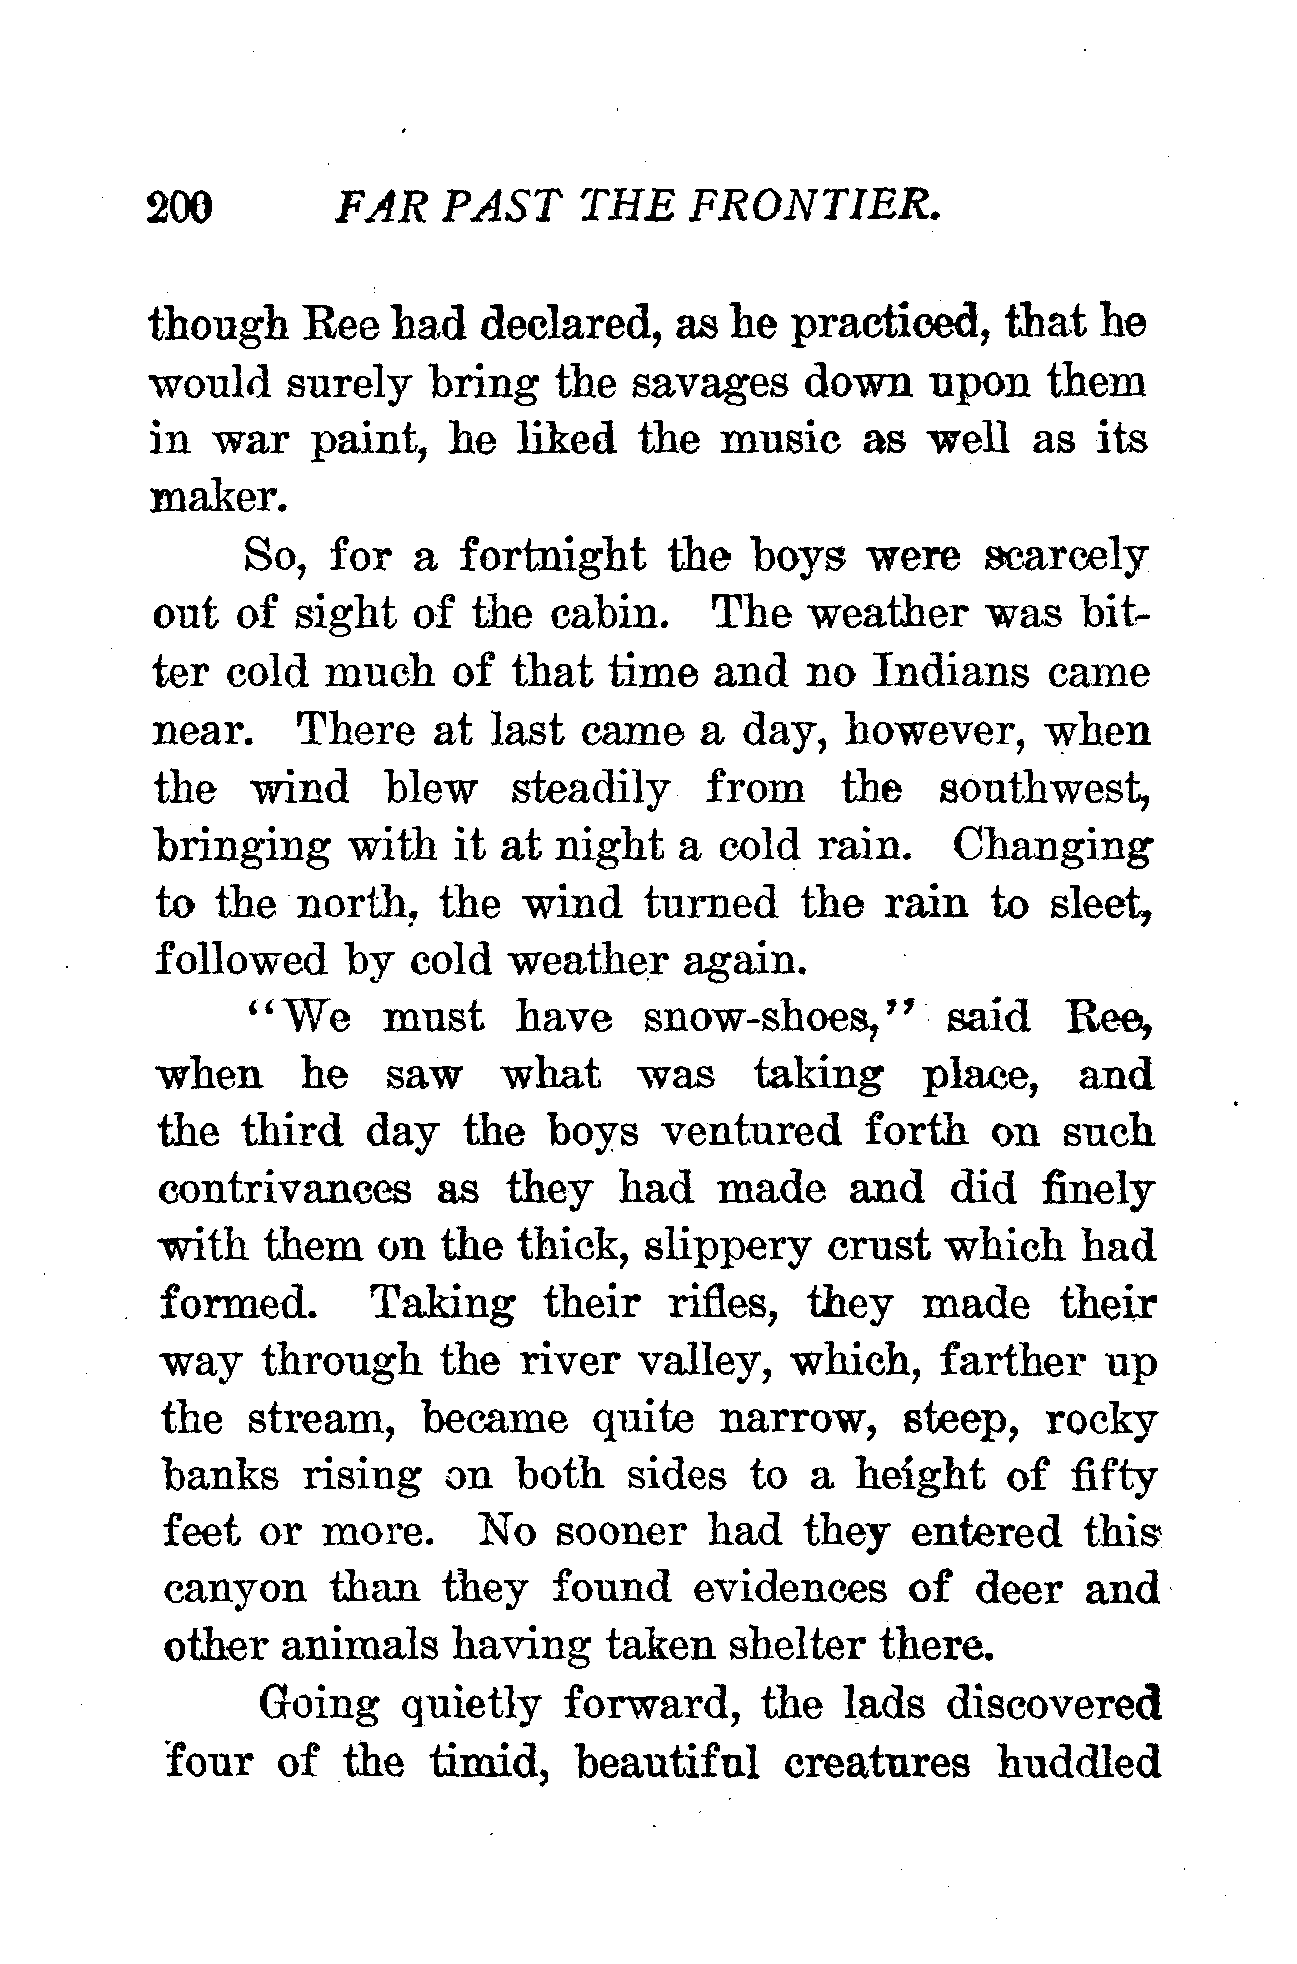 200 FAR PAST THE FRONTIER.
though Ree had declared, as he practiced, that he
would surely bring the savages down upon them
in war paint, he liked the music as well as its
maker.
So, for a fortnight the boys were scarcely
out of sight of the cabin. The weather was bit-
ter cold much of that time and no Indians came
near. There at last came a day, however, when
the wind blew steadily from the southwest,
bringing with it at night a cold rain. Changing
to the north, the wind turned the rain to sleet,
followed by cold weather again.
"We must have snow-shoes," said Ree,
when he saw what was taking place, and
the third day the boys ventured forth on such
contrivances as they had made and did finely
with them on the thick, slippery crust which had
formed. Taking their rifles, they made their
way through the river valley, which, farther up
the stream, became quite narrow, steep, rocky
banks rising on both sides to a height of fifty
feet or more. No sooner had they entered this
canyon than they found evidences of deer and
other animals having taken shelter there.
Going quietly forward, the lads discovered
four of the timid, beautiful creatures huddled